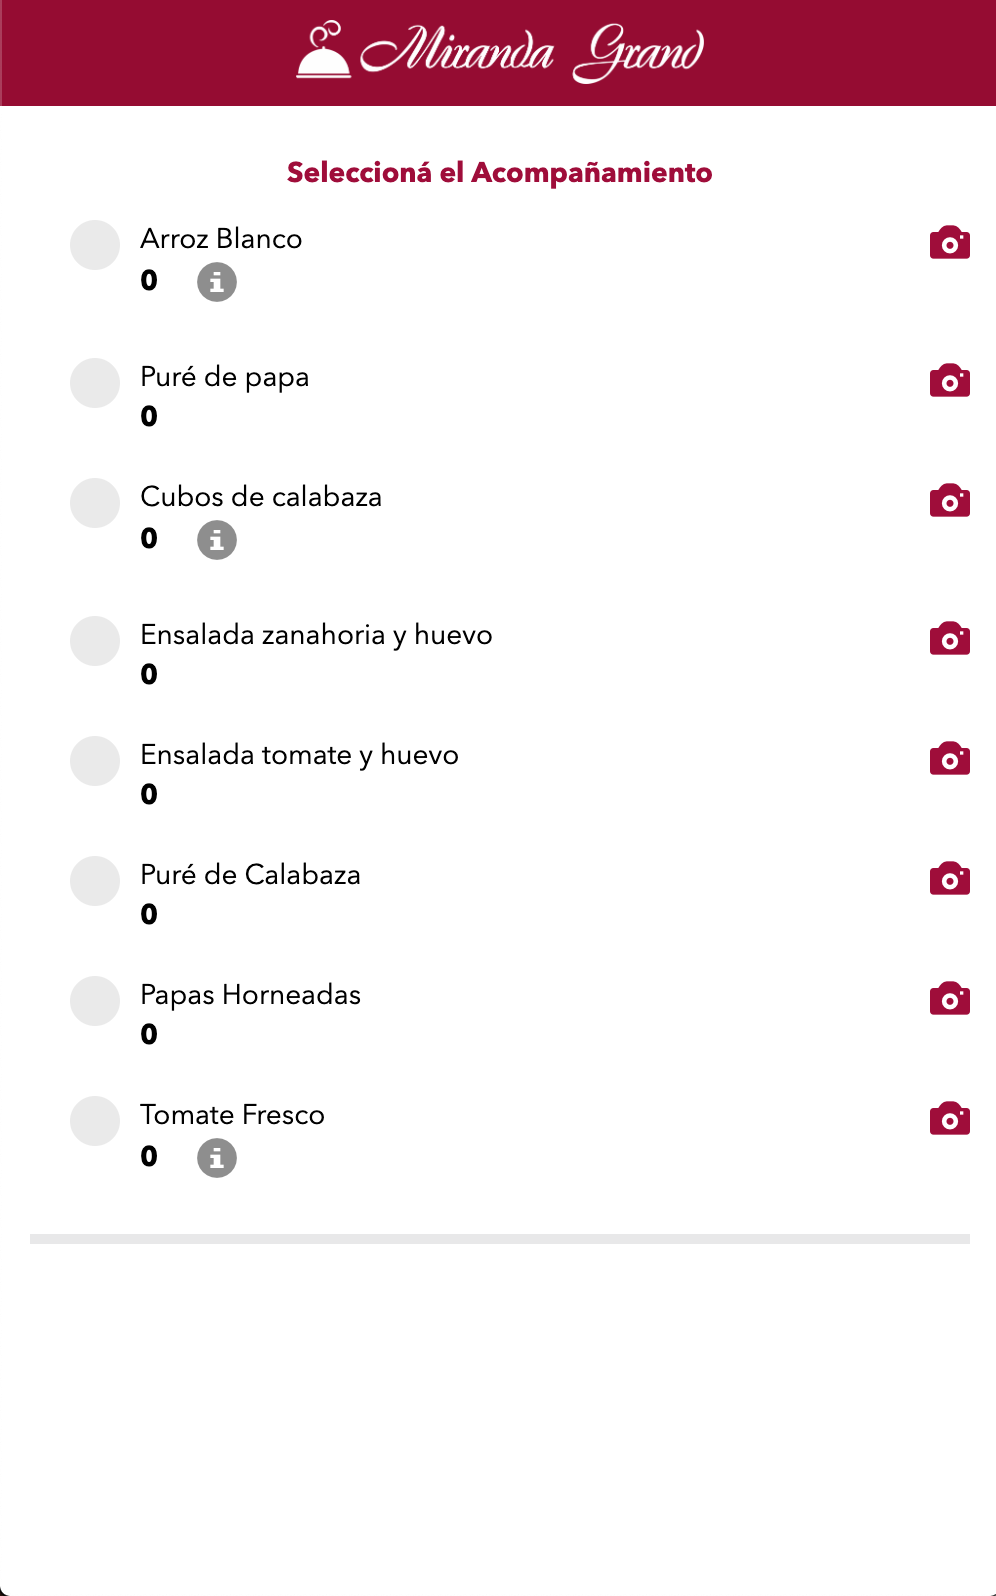 Miranda Grand
Seleccioná el Acompañamiento
Arroz Blanco
0
Puré de papa
0
Cubos de calabaza
0
Ensalada zanahoria y huevo
0
Ensalada tomate y huevo
0
Puré de Calabaza
0
Papas Horneadas
0
Tomate Fresco
0